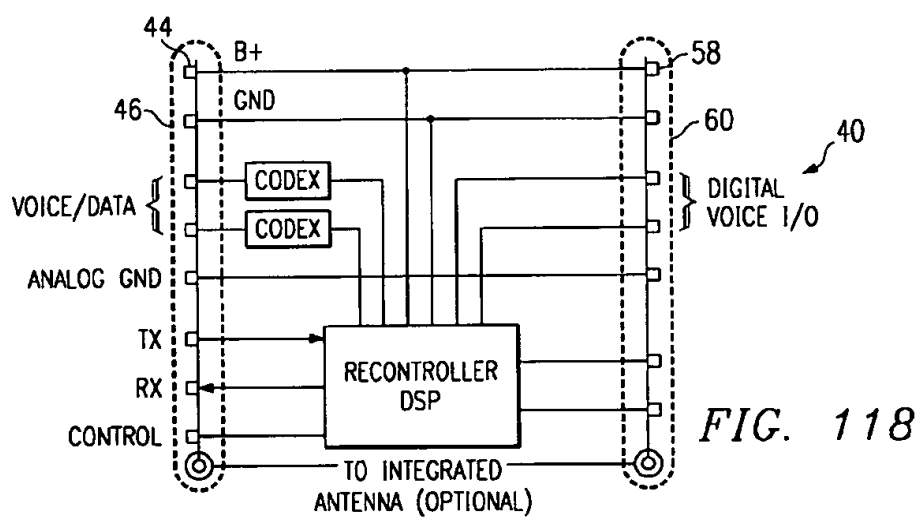 44
B+
58
46
GND
60
40
CODEX
VOICE/DATA
DIGITAL
VOICE I/O
CODEX
ANALOG GND
TX
RECONTROLLER
DSP
RX
CONTROL
FIG. 118
TO INTEGRATED
ANTENNA (OPTIONAL)